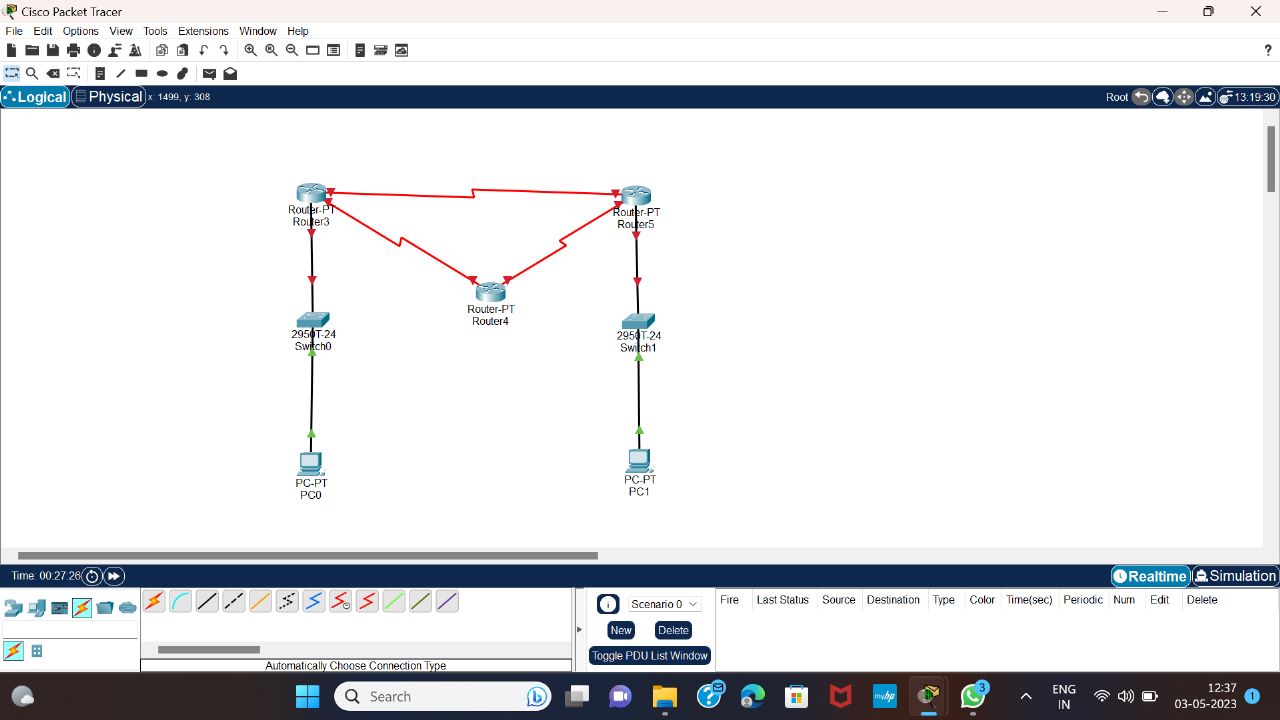 Cisco Packet Tracer
File Edit Options View Tools Extensions Window Help
?
Logical Physical x: 1499, y: 308 Root 13:19:30
Router-PT
Router3
Router-PT
Router5
Router-PT
Router4
2950T-24
Switch0
2950T-24
Switch1
PC-PT
PC0
PC-PT
PC1
Time: 00:27:26 Realtime Simulation
Scenario 0
New Delete
Toggle PDU List Window
Fire Last Status Source Destination Type Color Time(sec) Periodic Num Edit Delete
Automatically Choose Connection Type
Search
myhp
3
ENG
IN
12:37
03-05-2023
1